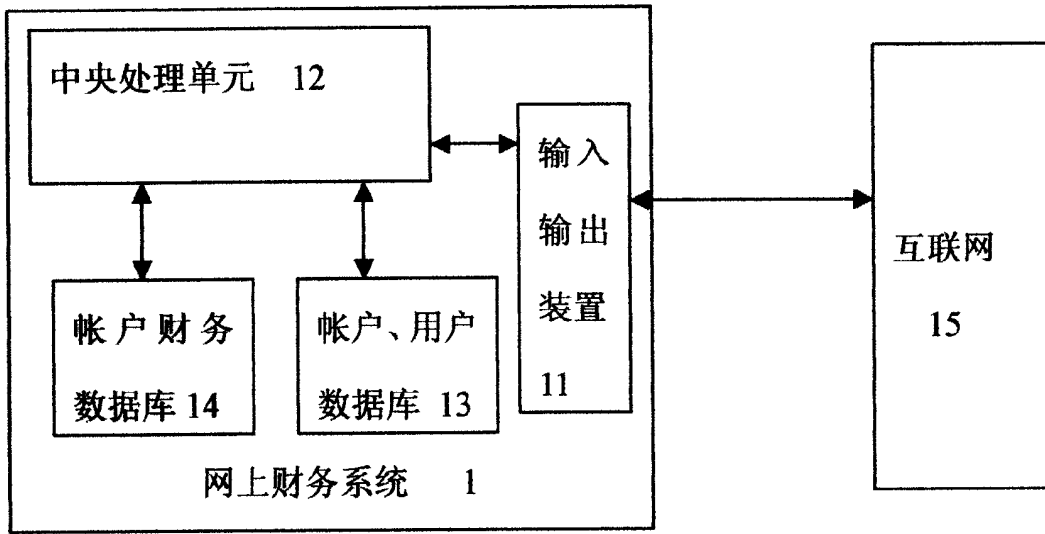 中央处理单元 12
输入
输出
装置
11
帐户财务
数据库14
帐户、用户
数据库 13
网上财务系统 1
互联网
15